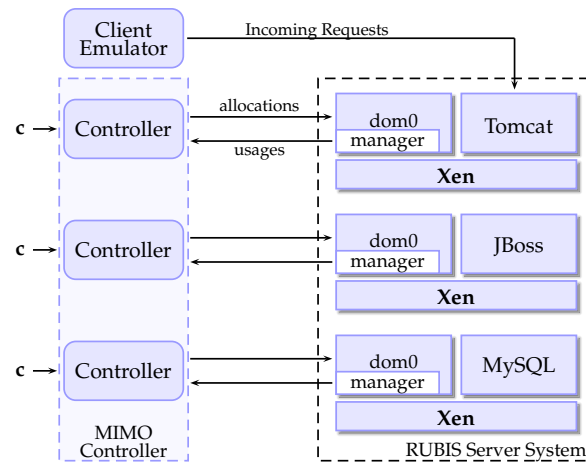 Client
Emulator
Incoming Requests
c
Controller
allocations
usages
dom0
manager
Tomcat
Xen
c
Controller
dom0
manager
JBoss
Xen
c
Controller
dom0
manager
MySQL
Xen
MIMO
Controller
RUBIS Server System